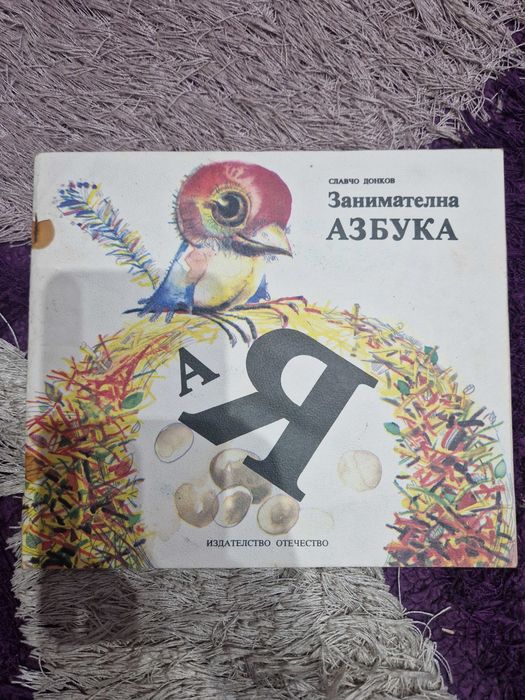 СЛАВЧО ДОНКОВ
Занимателна
АЗБУКА
А
Я
ИЗДАТЕЛСТВО ОТЕЧЕСТВО